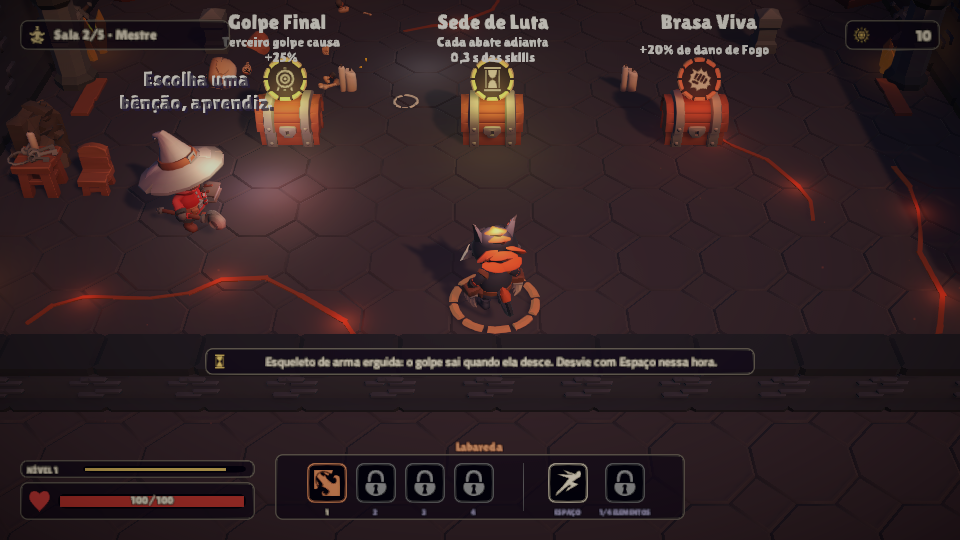 Golpe Final
Terceiro golpe causa
+25%
Sede de Luta
Cada abate adianta
0,3 s das skills
Brasa Viva
+20% de dano de Fogo
Sala 2/5 - Mestre
10
Escolha uma
bênção, aprendiz.
Esqueleto de arma erguida: o golpe sai quando ela desce. Desvie com Espaço nessa hora.
Labareda
NÍVEL 1
100/100
1
2
3
4
ESPAÇO
1/4 ELEMENTOS